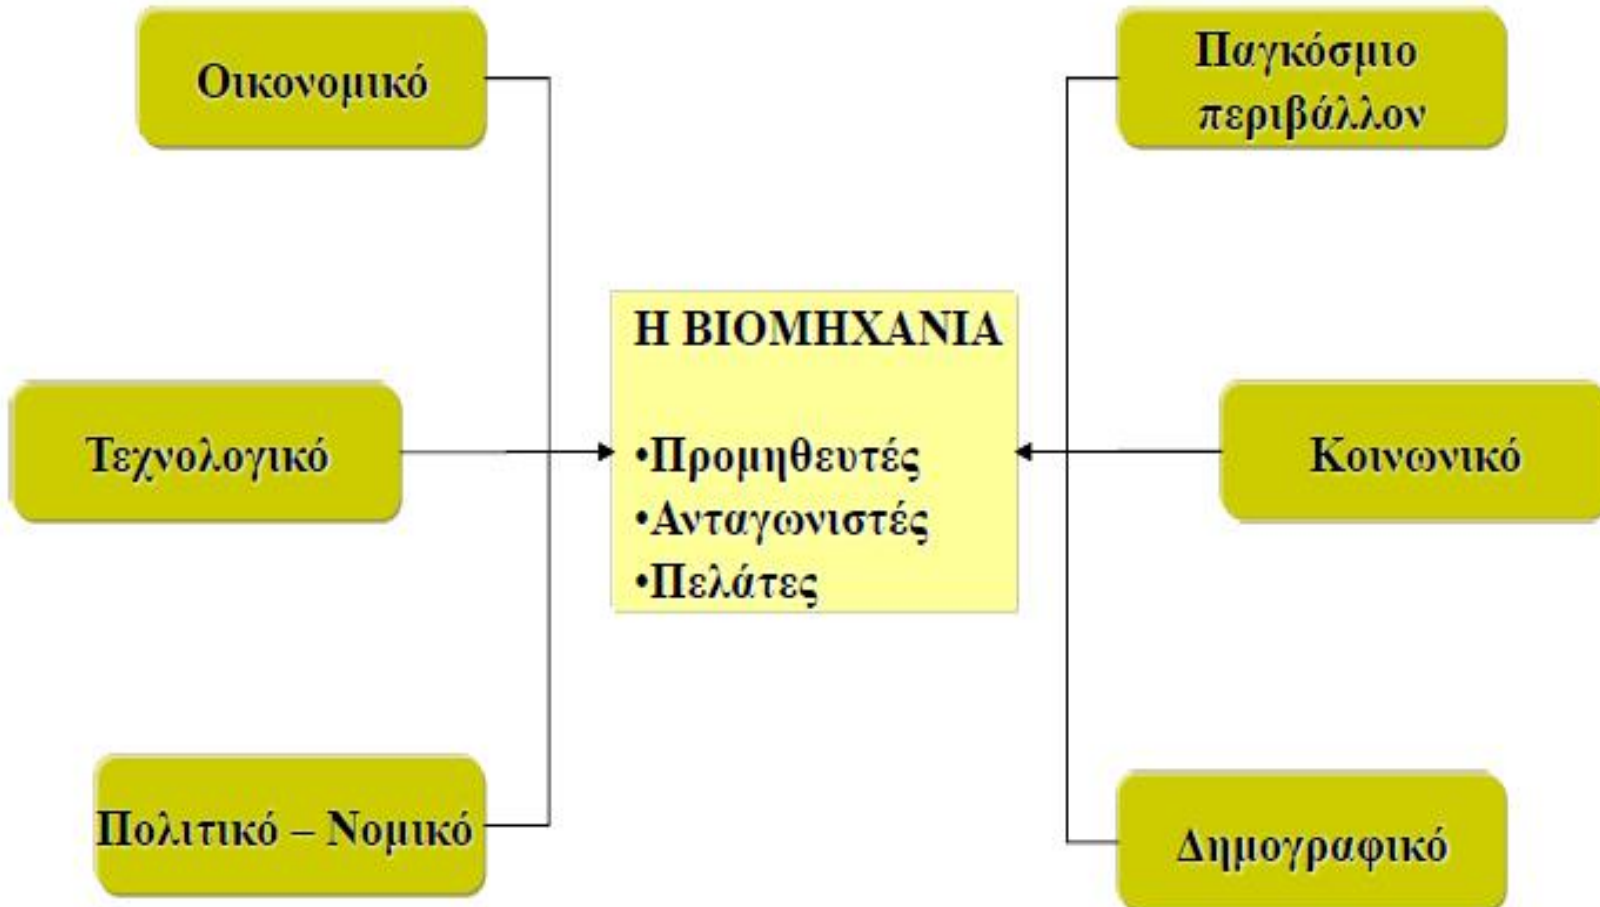 Οικονομικό
Παγκόσμιο
περιβάλλον
Η ΒΙΟΜΗΧΑΝΙΑ
Τεχνολογικό
•Προμηθευτές
Κοινωνικό
•Ανταγωνιστές
•Πελάτες
Πολιτικό – Νομικό
Δημογραφικό